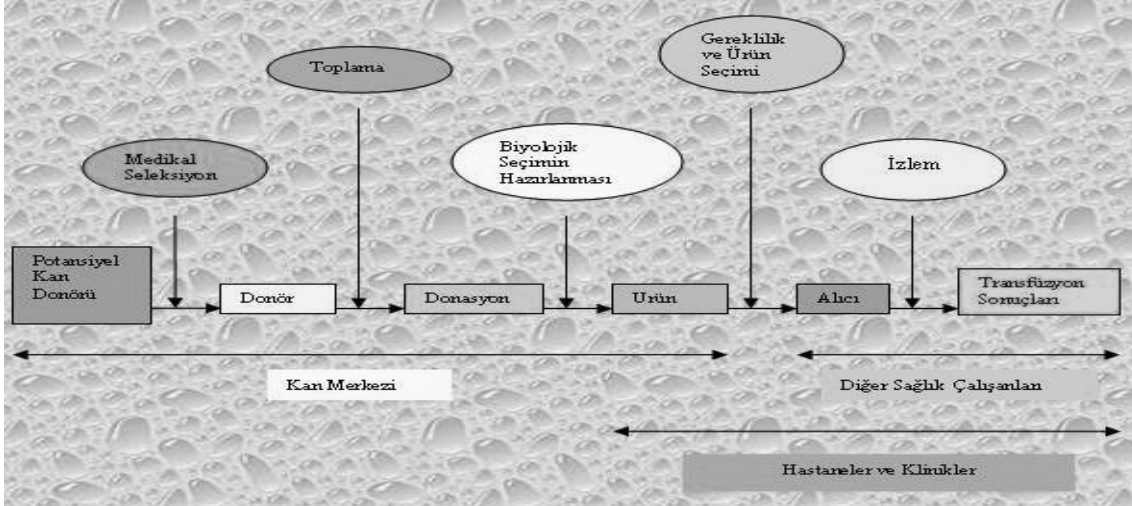 Gereklilik
ve Ürün
Seçimi
Toplama
Biyolojik
Seçimin
Hazırlanması
Medikal
Seleksiyon
İzlem
Potansiyel
Kan
Donörü
Donör
Donasyon
Ürün
Alıcı
Transfüzyon
Sonuçları
Kan Merkezi
Diğer Sağlık Çalışanları
Hastaneler ve Klinikler